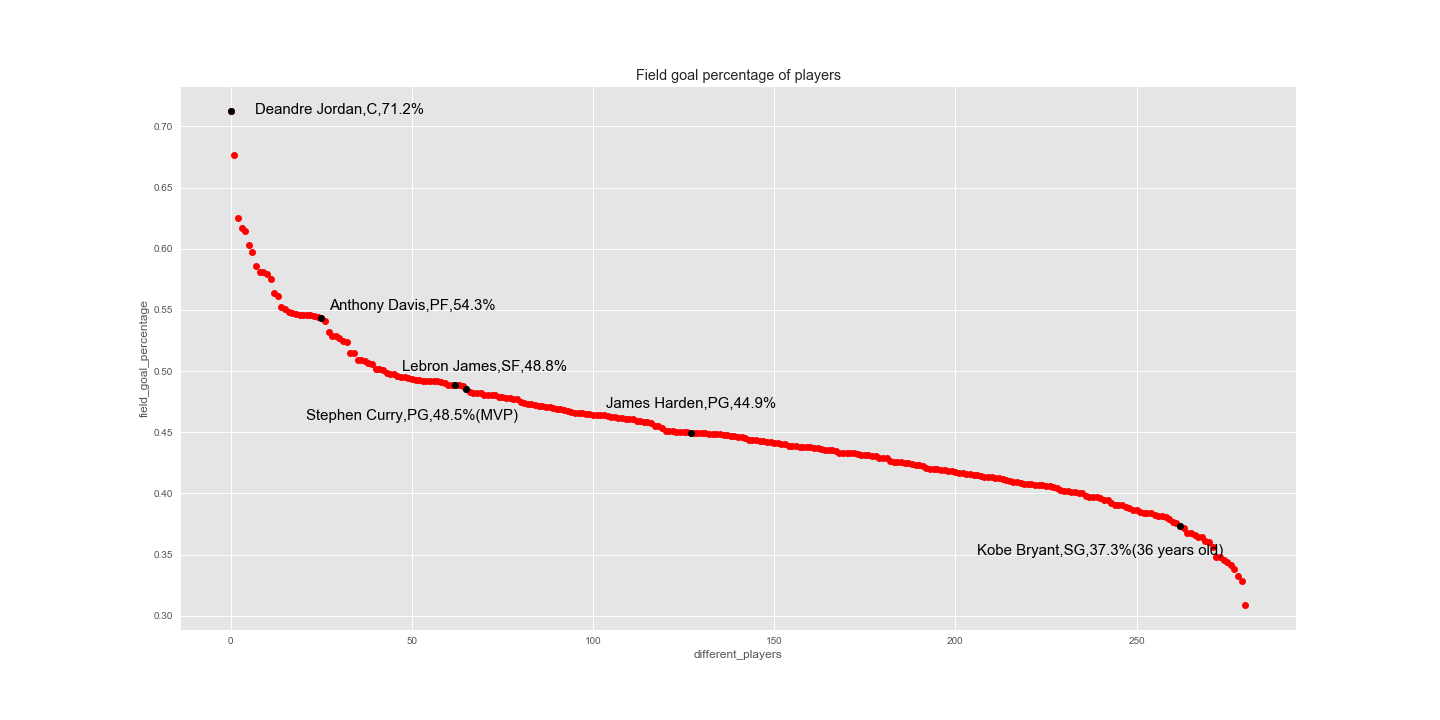 Field goal percentage of players
Deandre Jordan,C,71.2%
0.70
0.65
0.60
0.55
0.50
0.45
0.40
0.35
0.30
field_goal_percentage
Anthony Davis,PF,54.3%
Lebron James,SF,48.8%
Stephen Curry,PG,48.5%(MVP)
James Harden,PG,44.9%
Kobe Bryant,SG,37.3%(36 years old)
0
50
100
150
200
250
different_players